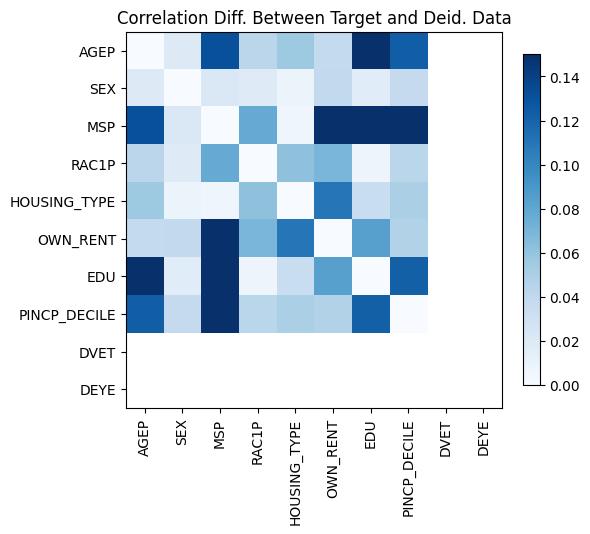 Correlation Diff. Between Target and Deid. Data
AGEP
SEX
MSP
RAC1P
HOUSING_TYPE
OWN_RENT
EDU
PINCP_DECILE
DVET
DEYE
AGEP
SEX
MSP
RAC1P
HOUSING_TYPE
OWN_RENT
EDU
PINCP_DECILE
DVET
DEYE
0.14
0.12
0.10
0.08
0.06
0.04
0.02
0.00